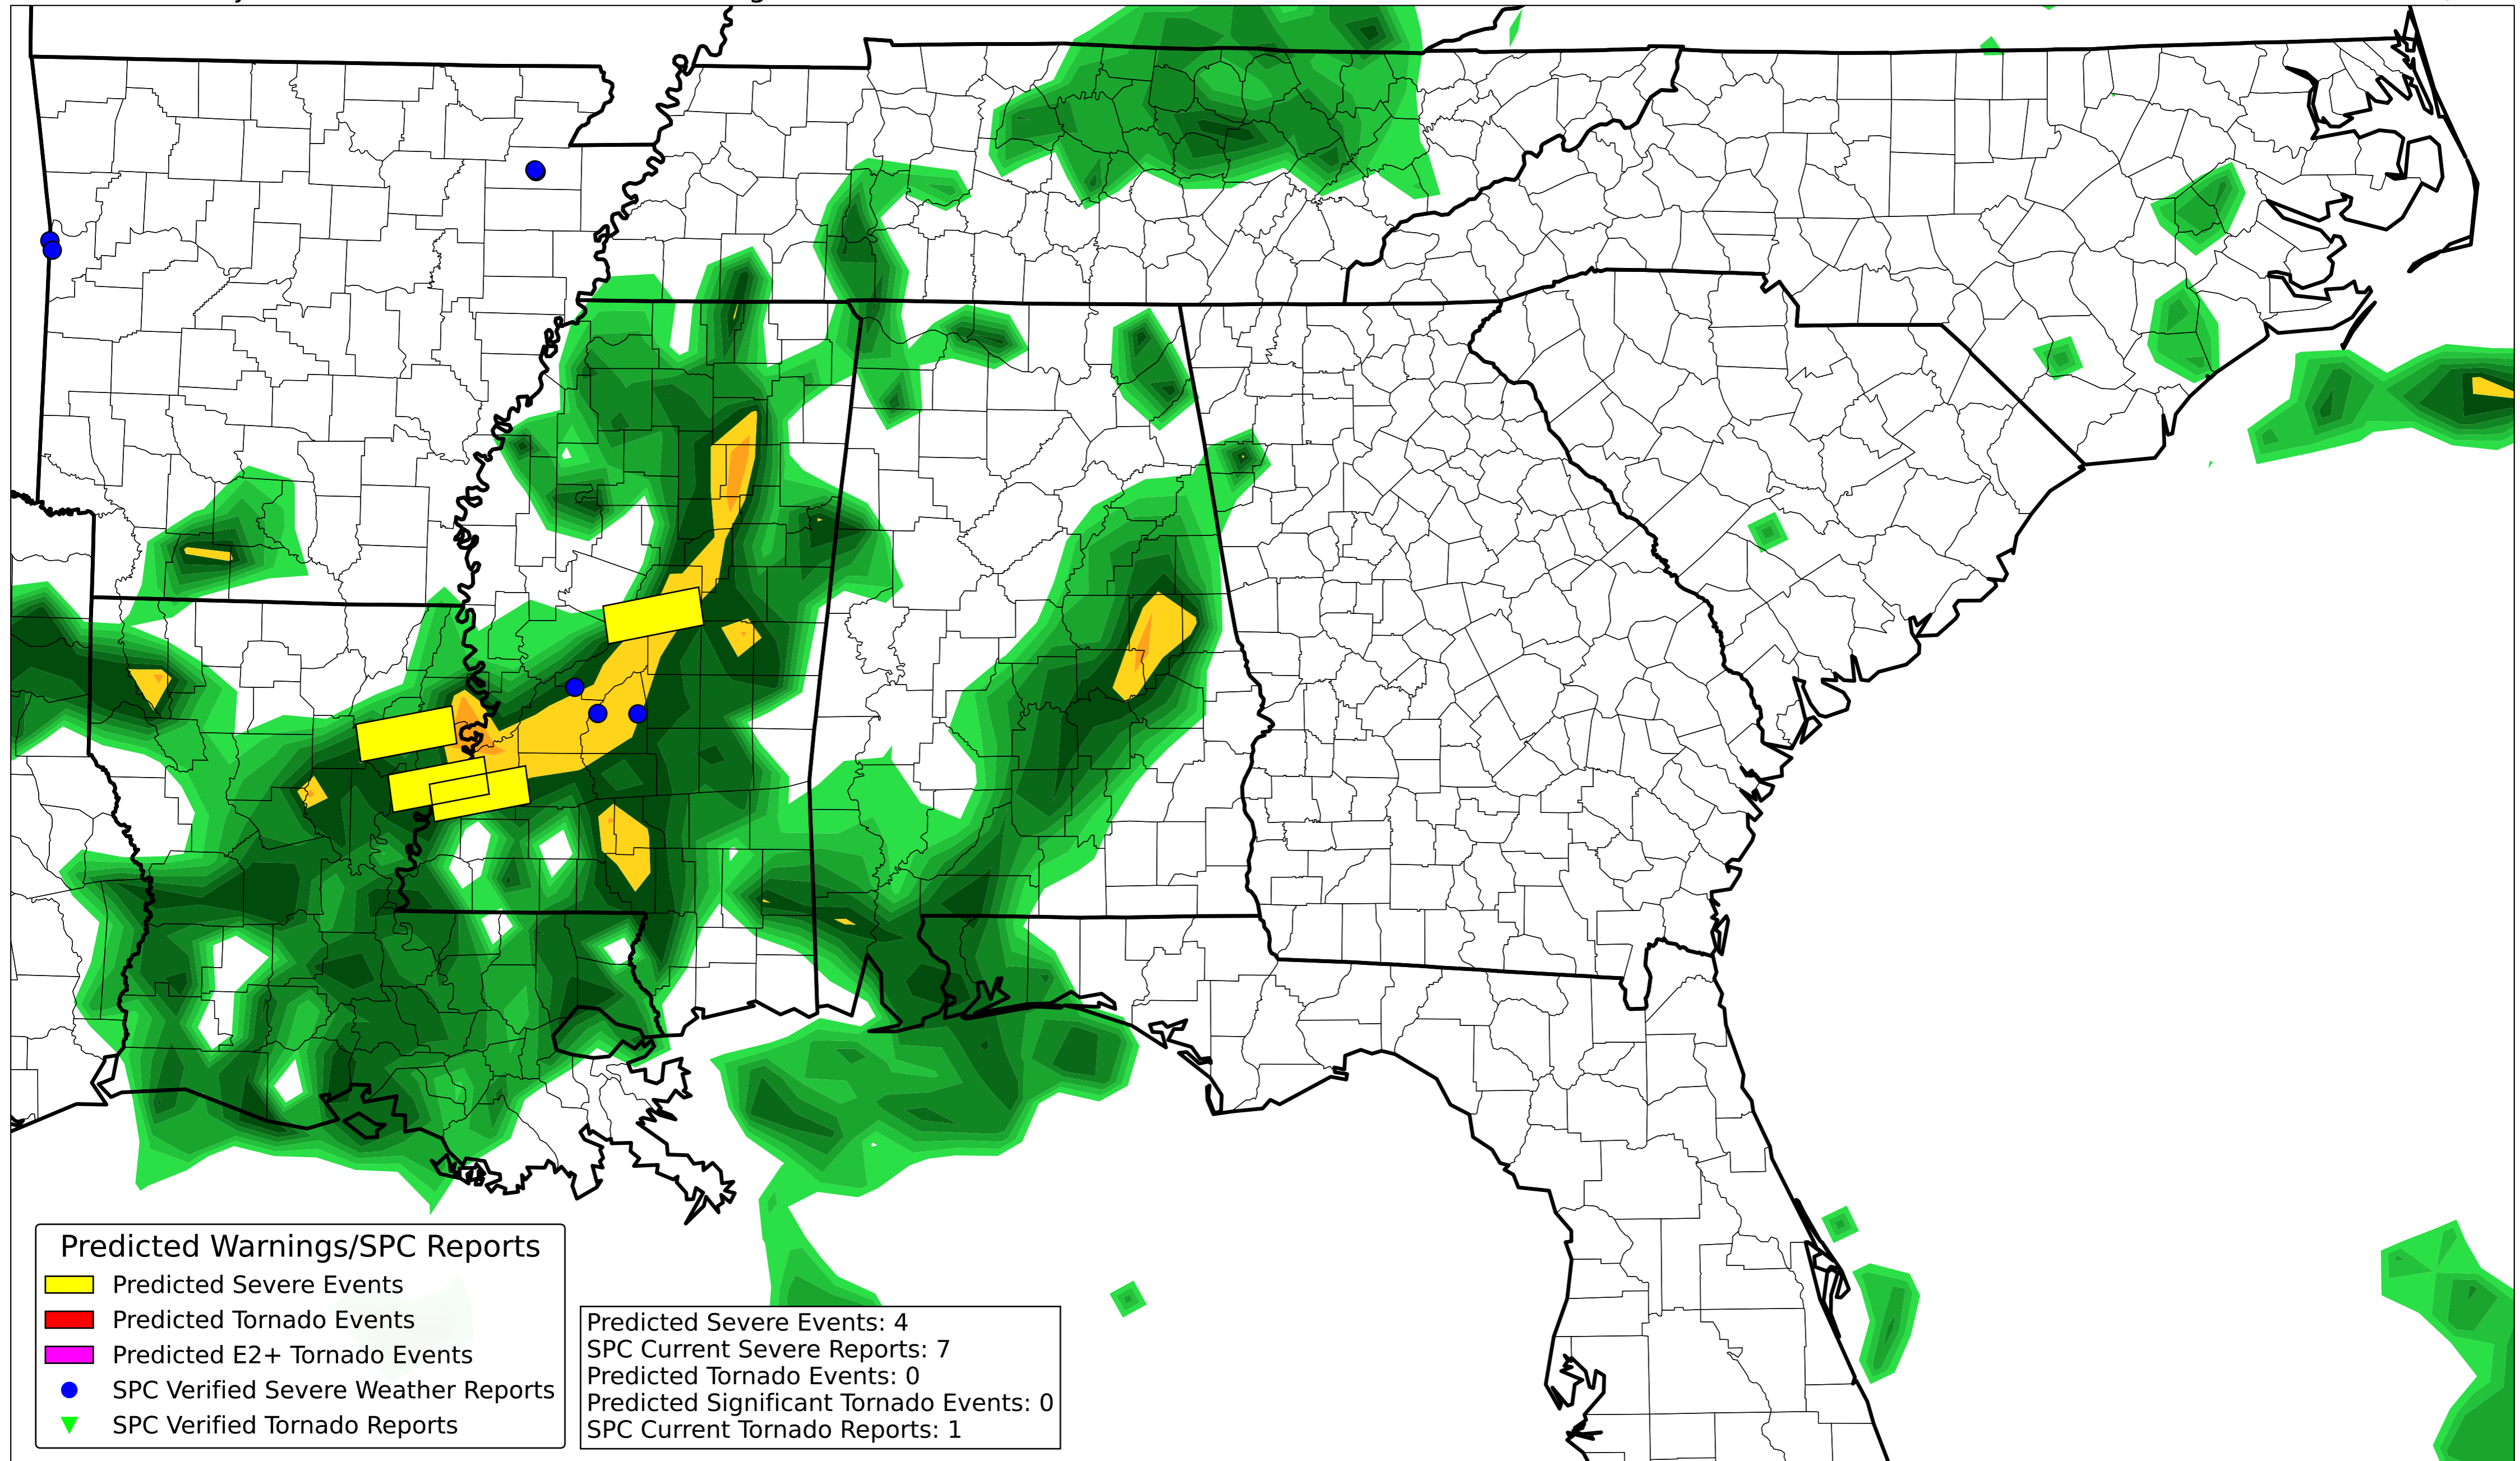 Predicted Warnings/SPC Reports
Predicted Severe Events
Predicted Tornado Events
Predicted E2+ Tornado Events
SPC Verified Severe Weather Reports
SPC Verified Tornado Reports
Predicted Severe Events: 4
SPC Current Severe Reports: 7
Predicted Tornado Events: 0
Predicted Significant Tornado Events: 0
SPC Current Tornado Reports: 1